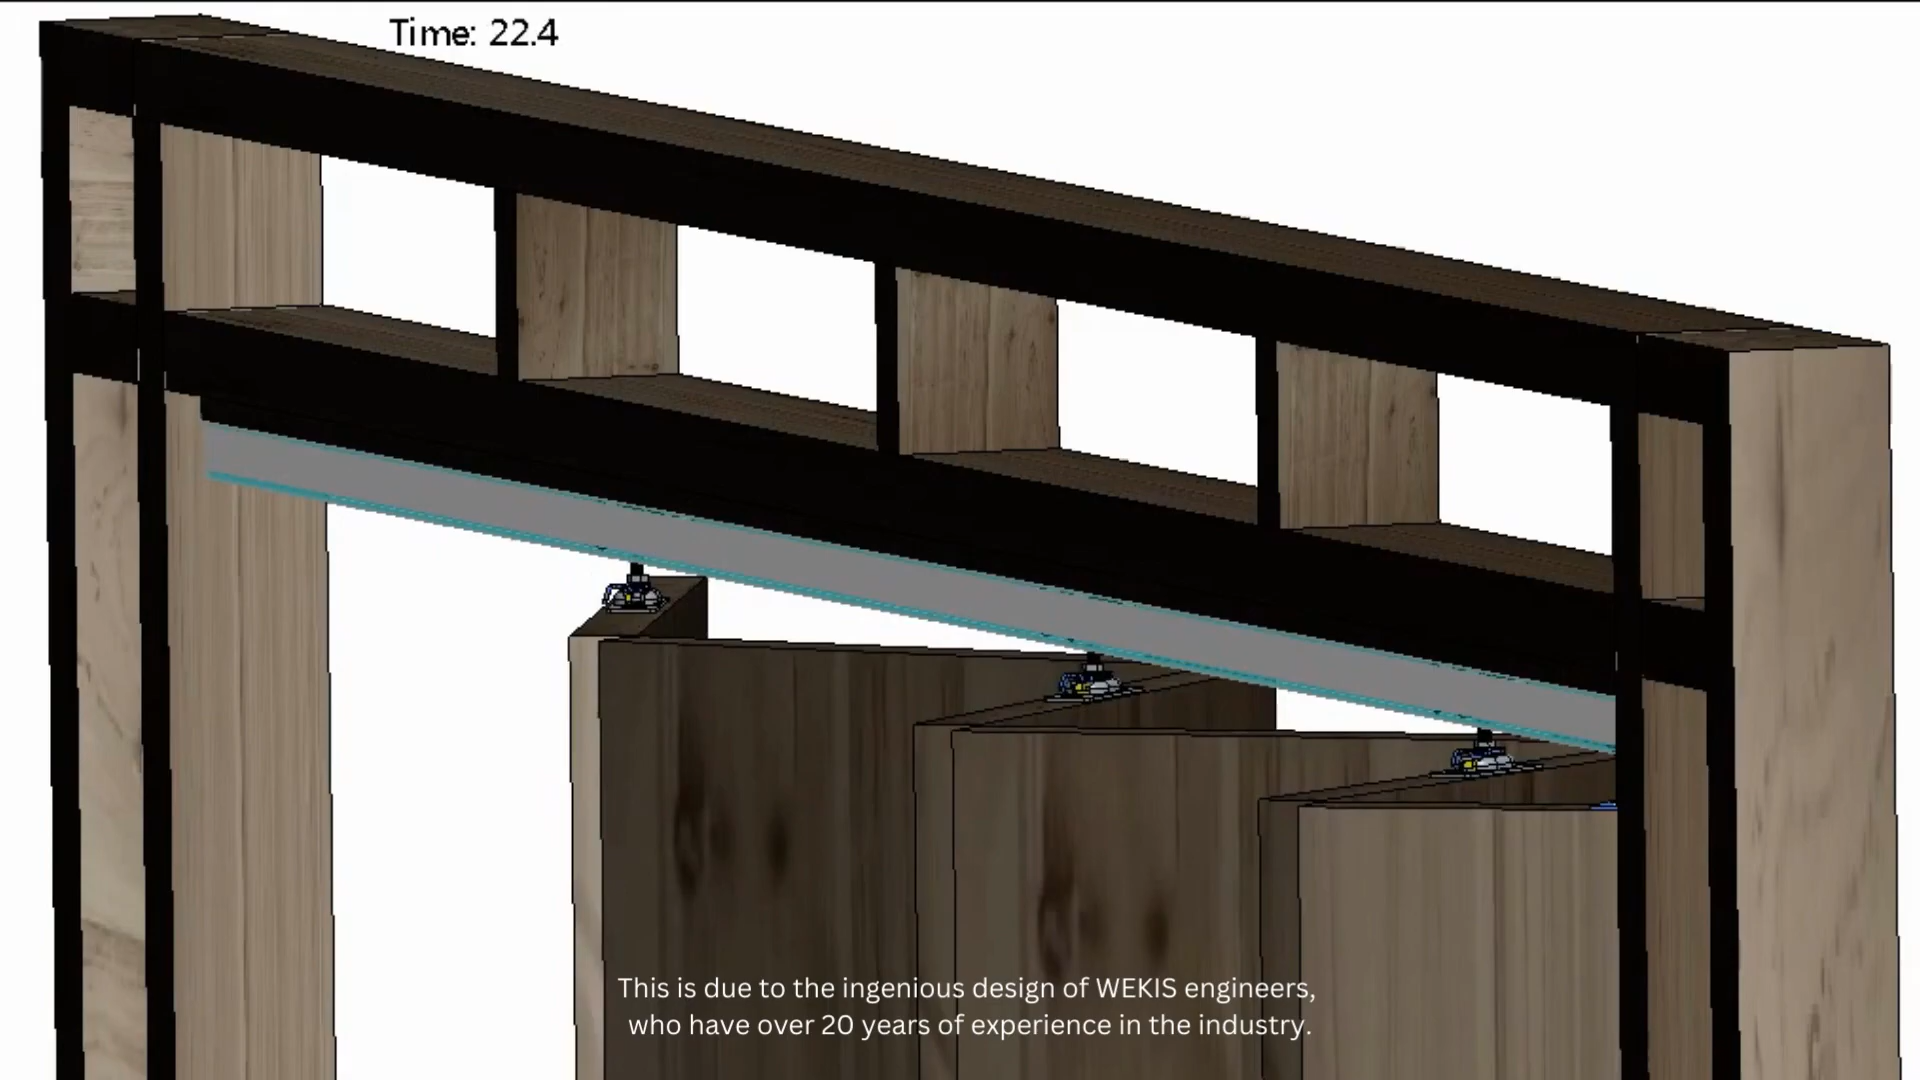 Time: 22.4
This is due to the ingenious design of WEKIS engineers,
who have over 20 years of experience in the industry.